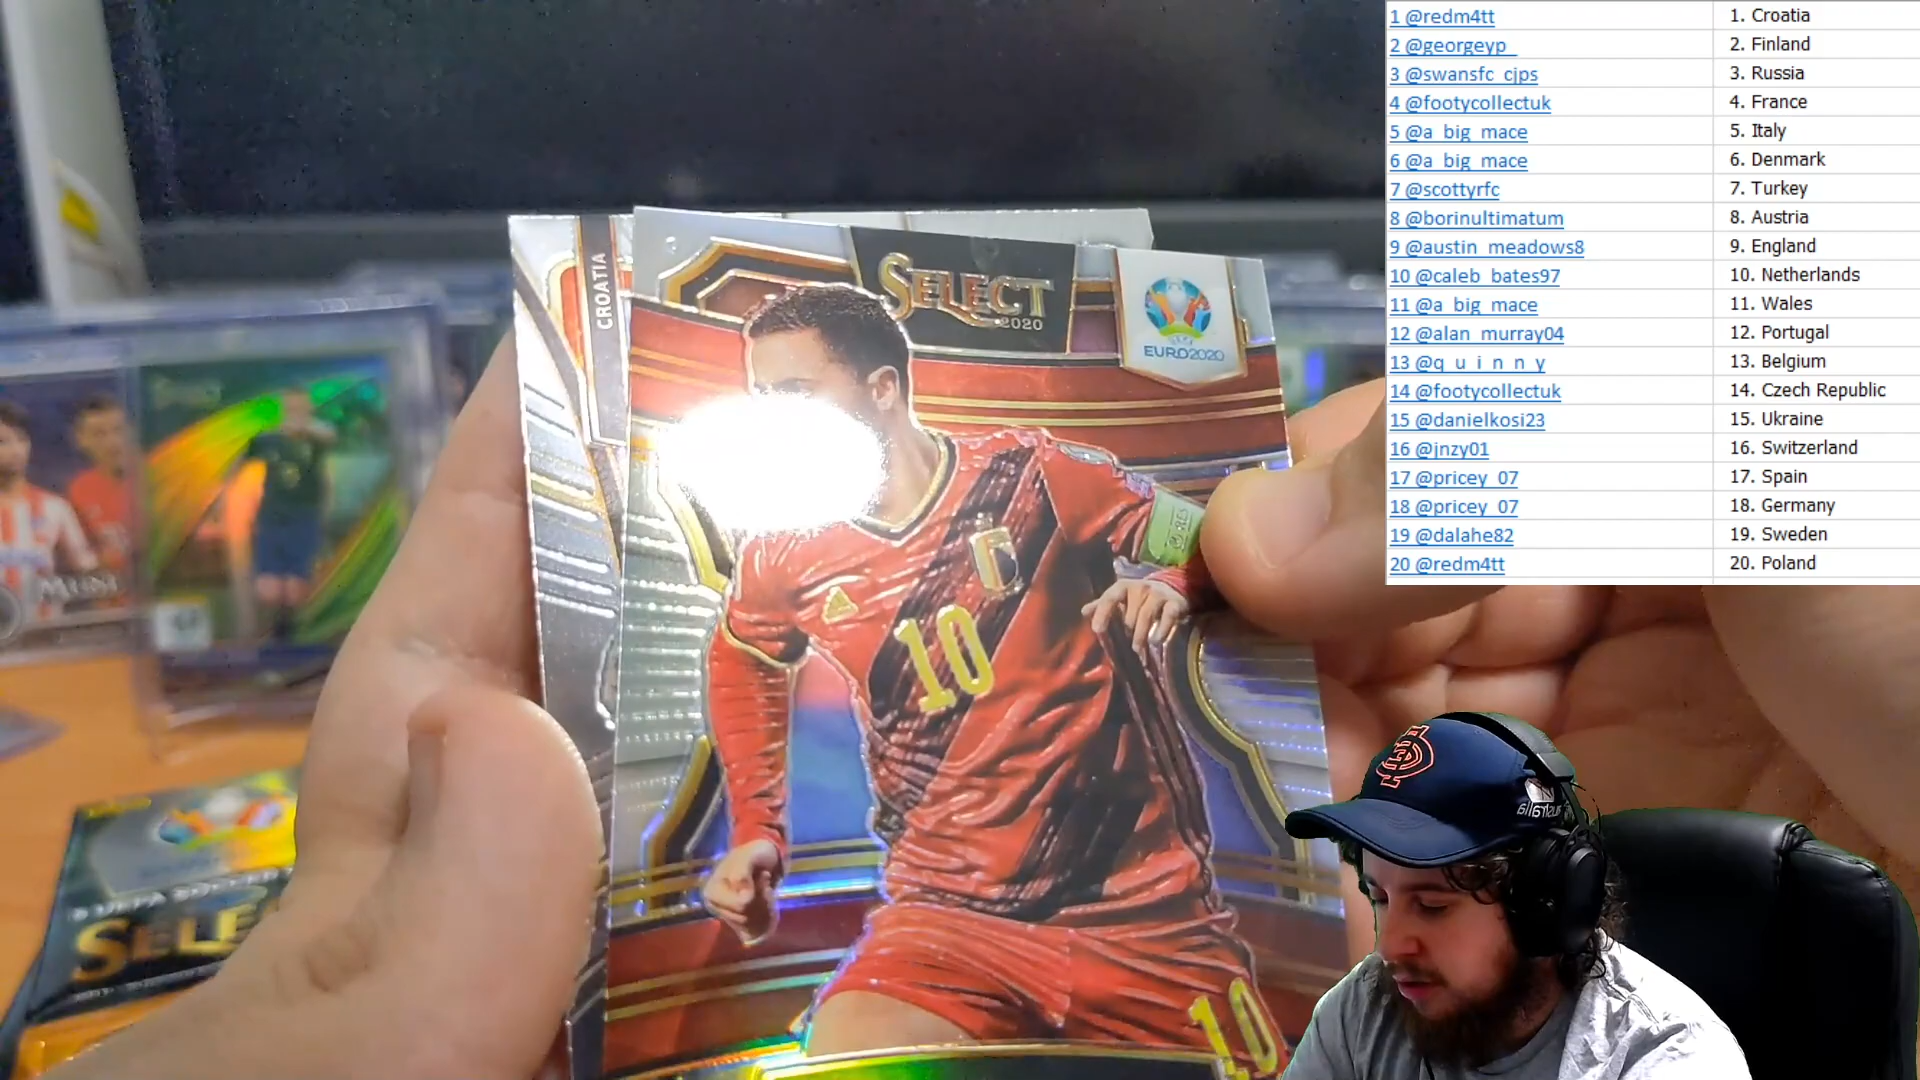 1 @redm4tt 1. Croatia
2 @georgeyp_ 2. Finland
3 @swansfc_cjps 3. Russia
4 @footycollectuk 4. France
5 @a_big_mace 5. Italy
6 @a_big_mace 6. Denmark
7 @scottyrfc 7. Turkey
8 @borinultimatum 8. Austria
9 @austin_meadows8 9. England
10 @caleb_bates97 10. Netherlands
11 @a_big_mace 11. Wales
12 @alan_murray04 12. Portugal
13 @q_u_i_n_n_y 13. Belgium
14 @footycollectuk 14. Czech Republic
15 @danielkosi23 15. Ukraine
16 @jnzy01 16. Switzerland
17 @pricey_07 17. Spain
18 @pricey_07 18. Germany
19 @dalahe82 19. Sweden
20 @redm4tt 20. Poland
CROATIA
SELECT
2020
EURO2020
10
10
SELE